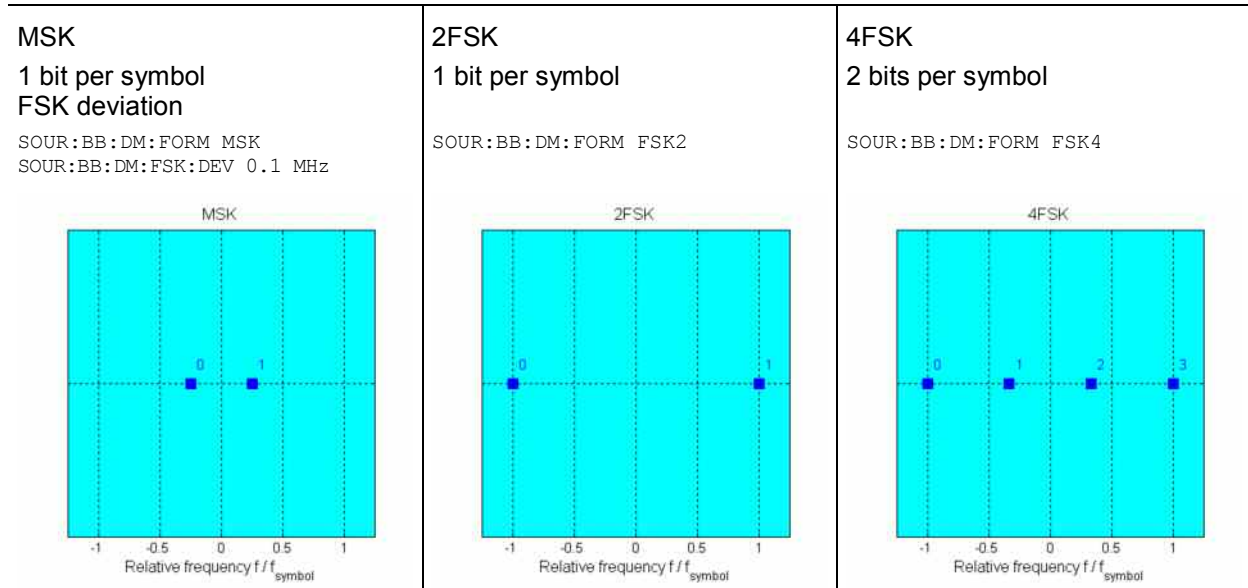 MSK
1 bit per symbol
FSK deviation
SOUR:BB:DM:FORM MSK
SOUR:BB:DM:FSK:DEV 0.1 MHz
MSK
0 1
-1 -0.5 0 0.5 1
Relative frequency f / f symbol
2FSK
1 bit per symbol
SOUR:BB:DM:FORM FSK2
2FSK
0 1
-1 -0.5 0 0.5 1
Relative frequency f / f symbol
4FSK
2 bits per symbol
SOUR:BB:DM:FORM FSK4
4FSK
0 1 2 3
-1 -0.5 0 0.5 1
Relative frequency f / f symbol